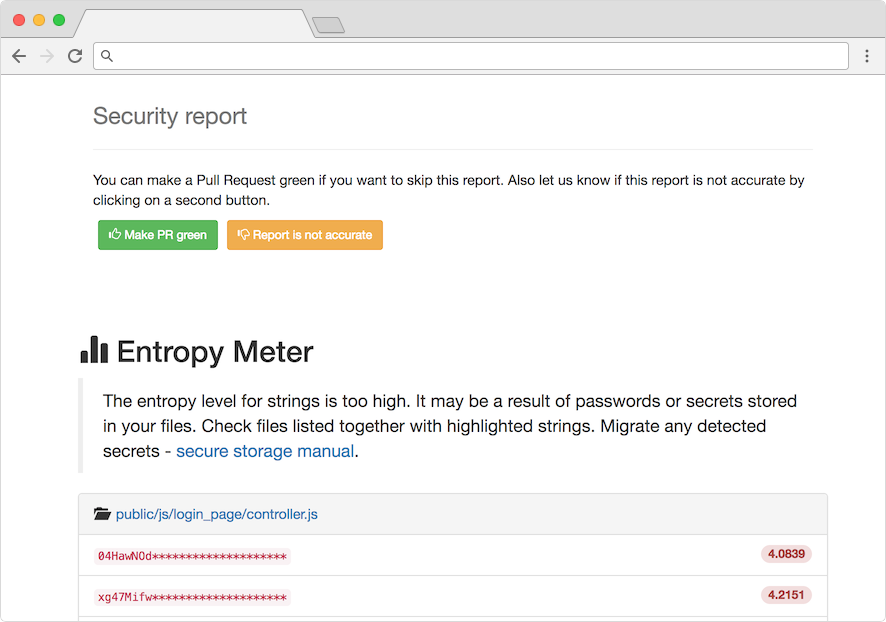 Security report
You can make a Pull Request green if you want to skip this report. Also let us know if this report is not accurate by
clicking on a second button.
Make PR green
Report is not accurate
Entropy Meter
The entropy level for strings is too high. It may be a result of passwords or secrets stored
in your files. Check files listed together with highlighted strings. Migrate any detected
secrets - secure storage manual.
public/js/login_page/controller.js
04HawNOd******************** 4.0839
xg47Mifw******************** 4.2151